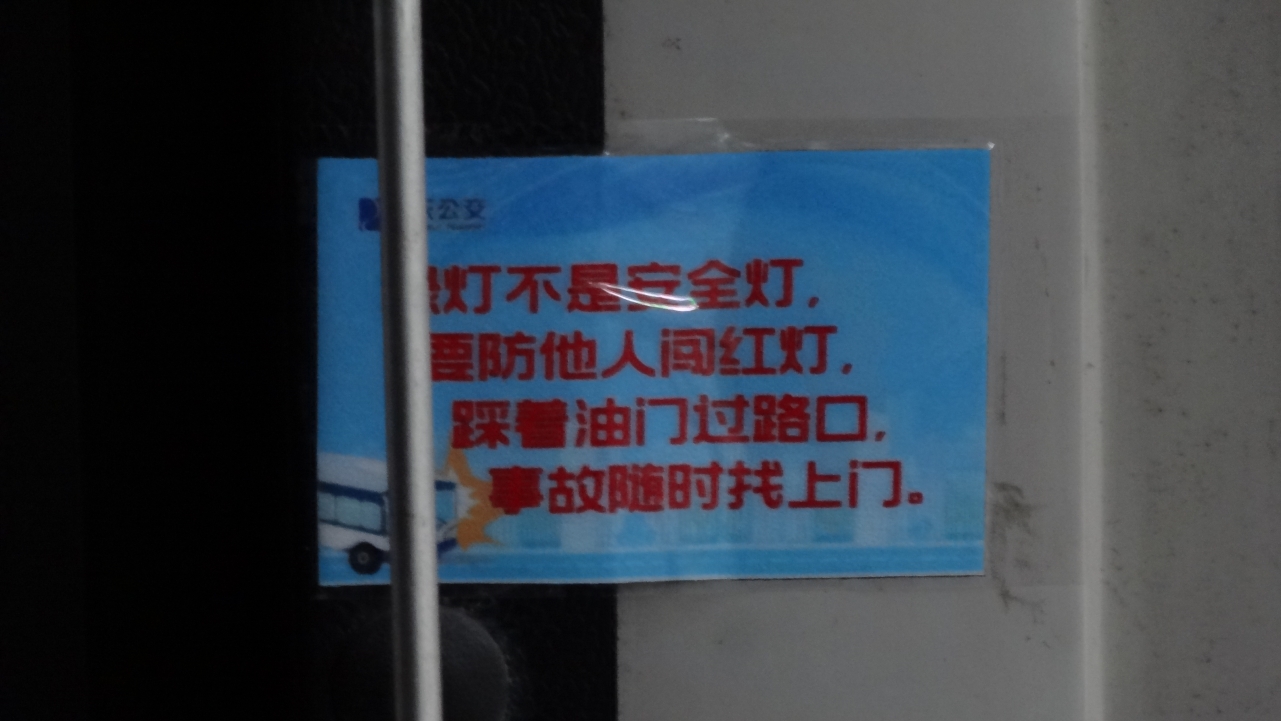 公交
灯不是安全灯，
要防他人闯红灯，
踩着油门过路口，
事故随时找上门。